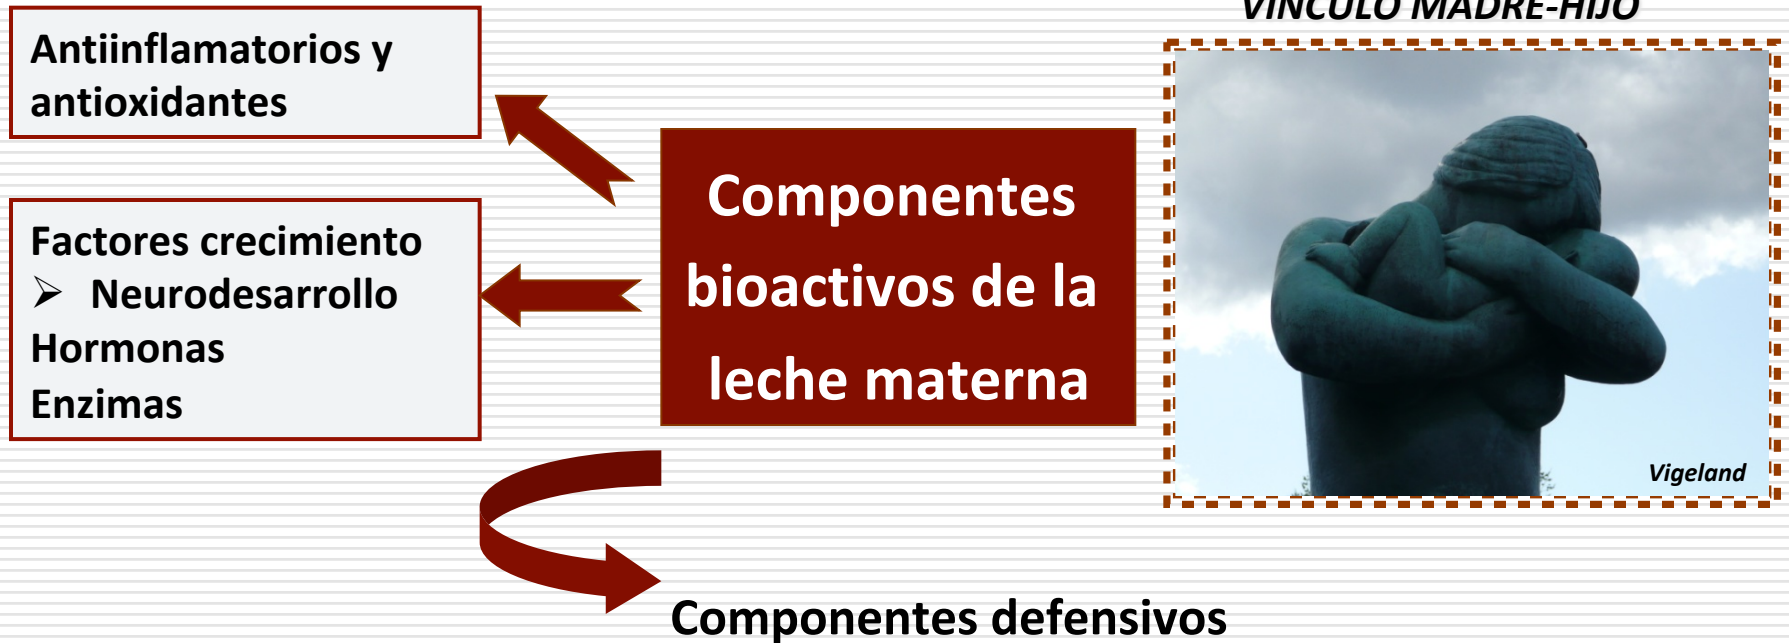 VÍNCULO MADRE-HIJO
Antiinflamatorios y
antioxidantes
Factores crecimiento
➢ Neurodesarrollo
Hormonas
Enzimas
Componentes
bioactivos de la
leche materna
Vigeland
Componentes defensivos